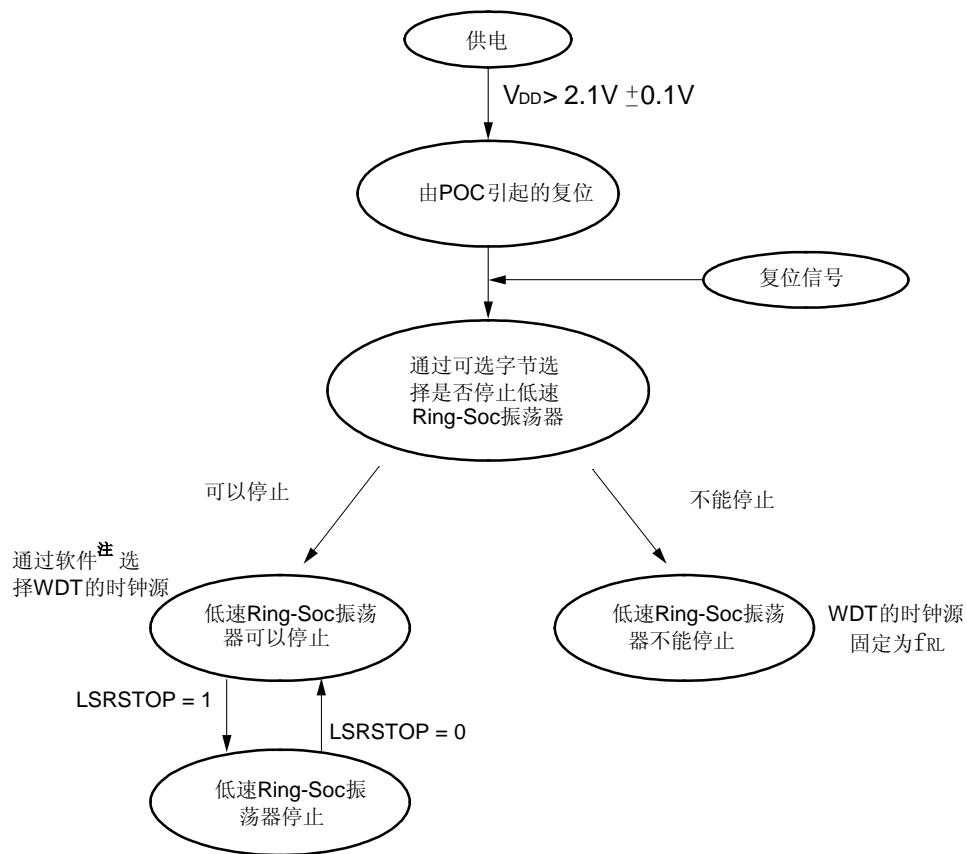 供电
VDD> 2.1V ±0.1V
由POC引起的复位
复位信号
通过可选字节选
择是否停止低速
Ring-Soc振荡器
可以停止
不能停止
通过软件注 选
择WDT的时钟源
低速Ring-Soc振荡
器可以停止
低速Ring-Soc振荡
器不能停止
WDT的时钟源
固定为fRL
LSRSTOP = 1
LSRSTOP = 0
低速Ring-Soc振
荡器停止